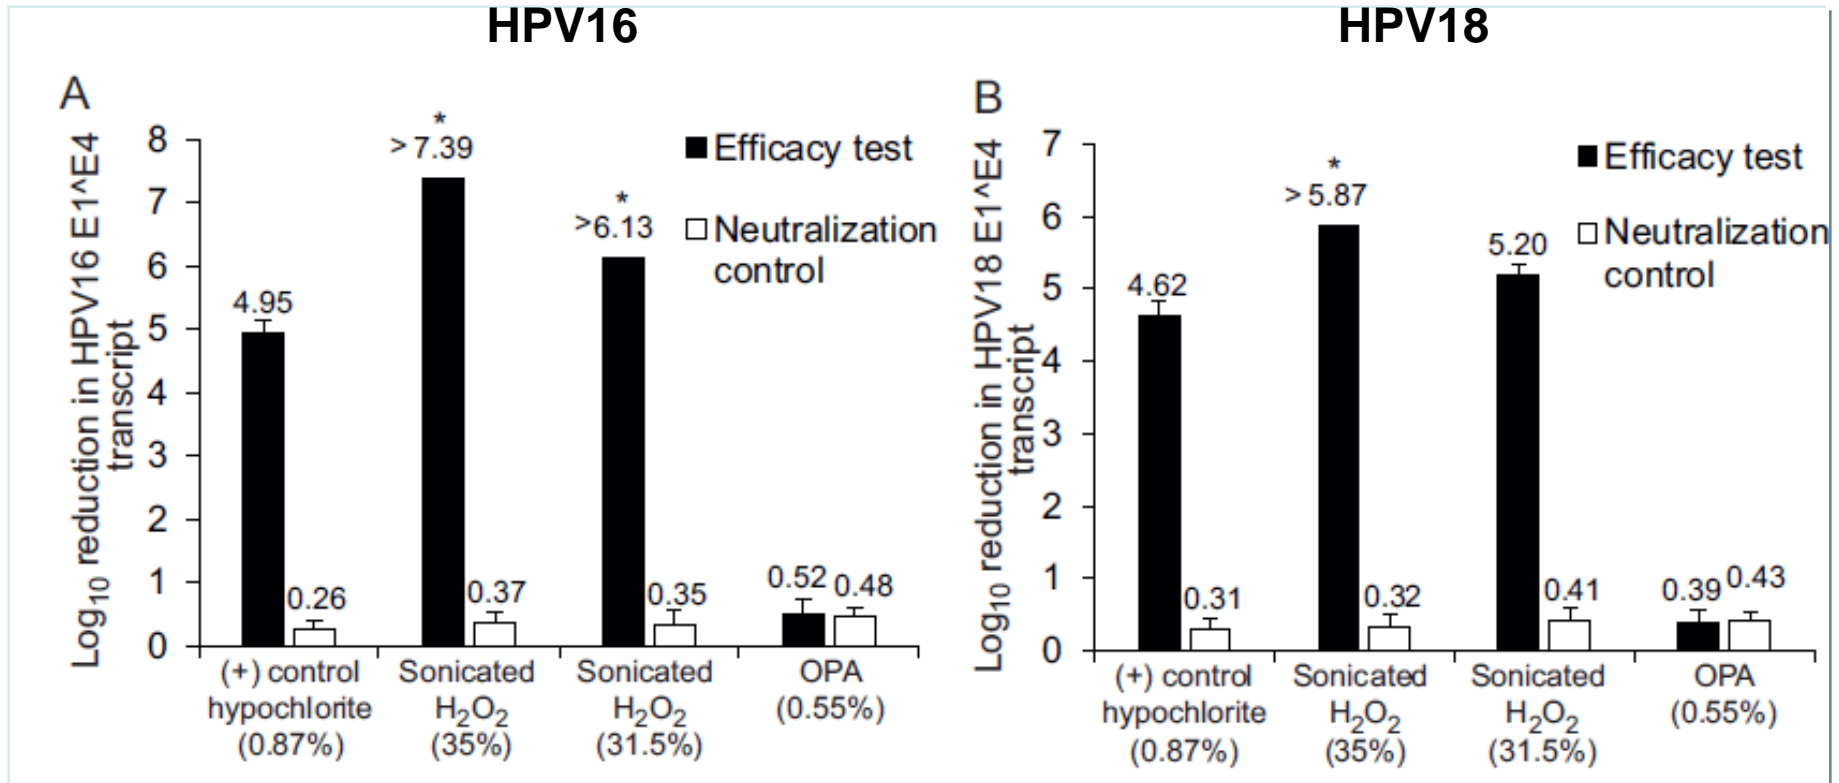 HPV16
HPV18
A
Log10 reduction in HPV16 E1^E4
transcript
8
7
6
5
4
3
2
1
0
4.95
0.26
*
>7.39
0.37
*
>6.13
0.35
0.52
0.48
Efficacy test
Neutralization
control
(+) control
hypochlorite
(0.87%)
Sonicated
H2O2
(35%)
Sonicated
H2O2
(31.5%)
OPA
(0.55%)
B
Log10 reduction in HPV18 E1^E4
transcript
7
6
5
4
3
2
1
0
4.62
0.31
*
>5.87
0.32
5.20
0.41
0.39
0.43
Efficacy test
Neutralization
control
(+) control
hypochlorite
(0.87%)
Sonicated
H2O2
(35%)
Sonicated
H2O2
(31.5%)
OPA
(0.55%)